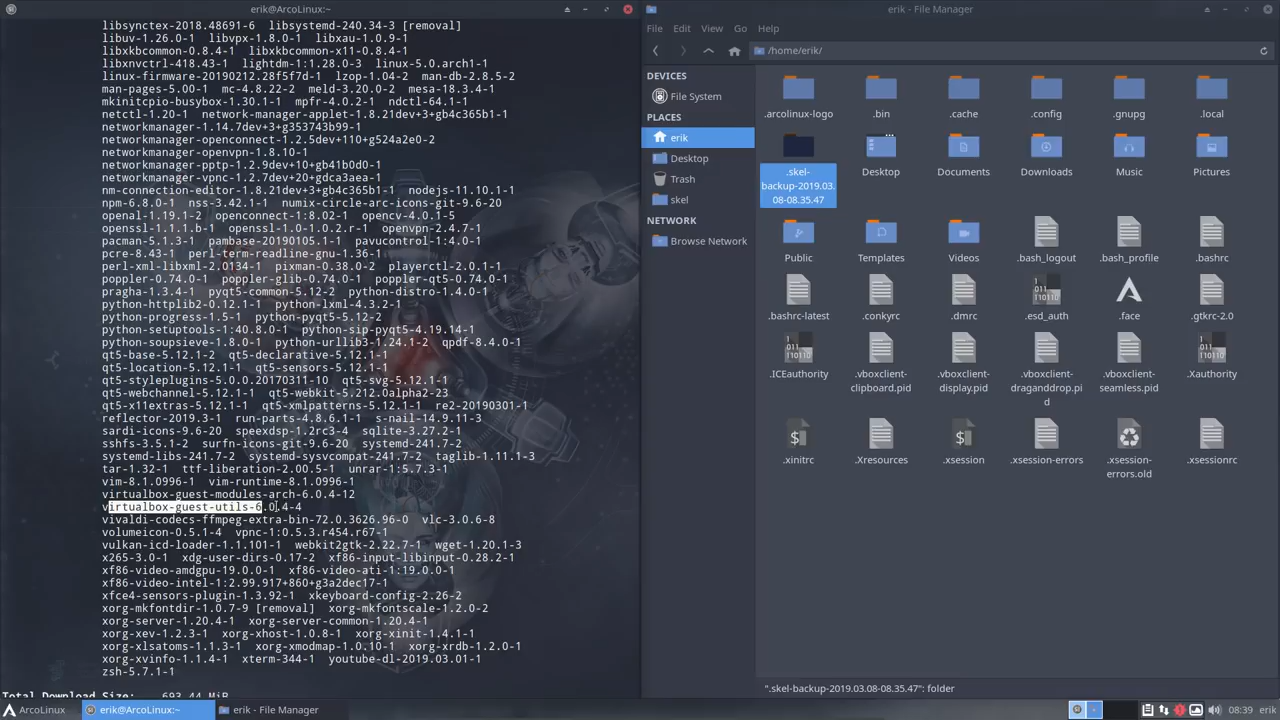 erik@ArcoLinux:~
libsynctex-2018.48691-6  libsystemd-240.34-3 [removal]
libuv-1.26.0-1  libvpx-1.8.0-1  libxau-1.0.9-1
libxkbcommon-0.8.4-1  libxkbcommon-x11-0.8.4-1
libxnvctrl-418.43-1  lightdm-1:1.28.0-3  linux-5.0.arch1-1
linux-firmware-20190212.28f5f7d-1  lzop-1.04-2  man-db-2.8.5-2
man-pages-5.00-1  mc-4.8.22-2  meld-3.20.0-2  mesa-18.3.4-1
mkinitcpio-busybox-1.30.1-1  mpfr-4.0.2-1  ndctl-64.1-1
netctl-1.20-1  network-manager-applet-1.8.21dev+3+gb4c365b1-1
networkmanager-1.14.7dev+3+g353743b99-1
networkmanager-openconnect-1.2.5dev+110+g524a2e0-2
networkmanager-openvpn-1.8.10-1
networkmanager-pptp-1.2.9dev+10+gb41b0d0-1
networkmanager-vpnc-1.2.7dev+20+gdca3aea-1
nm-connection-editor-1.8.21dev+3+gb4c365b1-1  nodejs-11.10.1-1
npm-6.8.0-1  nss-3.42.1-1  numix-circle-arc-icons-git-9.6-20
openal-1.19.1-2  openconnect-1:8.02-1  opencv-4.0.1-5
openssl-1.1.1.b-1  openssl-1.0-1.0.2.r-1  openvpn-2.4.7-1
pacman-5.1.3-1  pambase-20190105.1-1  pavucontrol-1:4.0-1
pcre-8.43-1  perl-term-readline-gnu-1.36-1
perl-xml-libxml-2.0134-1  pixman-0.38.0-2  playerctl-2.0.1-1
poppler-0.74.0-1  poppler-glib-0.74.0-1  poppler-qt5-0.74.0-1
pragha-1.3.4-1  pyqt5-common-5.12-2  python-distro-1.4.0-1
python-httplib2-0.12.1-1  python-lxml-4.3.2-1
python-progress-1.5-1  python-pyqt5-5.12-2
python-setuptools-1:40.8.0-1  python-sip-pyqt5-4.19.14-1
python-soupsieve-1.8.0-1  python-urllib3-1.24.1-2  qpdf-8.4.0-1
qt5-base-5.12.1-2  qt5-declarative-5.12.1-1
qt5-location-5.12.1-1  qt5-sensors-5.12.1-1
qt5-styleplugins-5.0.0.20170311-10  qt5-svg-5.12.1-1
qt5-webchannel-5.12.1-1  qt5-webkit-5.212.0alpha2-23
qt5-x11extras-5.12.1-1  qt5-xmlpatterns-5.12.1-1  re2-20190301-1
reflector-2019.3-1  run-parts-4.8.6.1-1  s-nail-14.9.11-3
sardi-icons-9.6-20  speexdsp-1.2rc3-4  sqlite-3.27.2-1
sshfs-3.5.1-2  surfn-icons-git-9.6-20  systemd-241.7-2
systemd-libs-241.7-2  systemd-sysvcompat-241.7-2  taglib-1.11.1-3
tar-1.32-1  ttf-liberation-2.00.5-1  unrar-1:5.7.3-1
vim-8.1.0996-1  vim-runtime-8.1.0996-1
virtualbox-guest-modules-arch-6.0.4-12
virtualbox-guest-utils-6.0.4-4
vivaldi-codecs-ffmpeg-extra-bin-72.0.3626.96-0  vlc-3.0.6-8
volumeicon-0.5.1-4  vpnc-1:0.5.3.r454.r67-1
vulkan-icd-loader-1.1.101-1  webkit2gtk-2.22.7-1  wget-1.20.1-3
x265-3.0-1  xdg-user-dirs-0.17-2  xf86-input-libinput-0.28.2-1
xf86-video-amdgpu-19.0.0-1  xf86-video-ati-1:19.0.0-1
xf86-video-intel-1:2.99.917+860+g3a2dec17-1
xfce4-sensors-plugin-1.3.92-1  xkeyboard-config-2.26-2
xorg-mkfontdir-1.0.7-9 [removal]  xorg-mkfontscale-1.2.0-2
xorg-server-1.20.4-1  xorg-server-common-1.20.4-1
xorg-xev-1.2.3-1  xorg-xhost-1.0.8-1  xorg-xinit-1.4.1-1
xorg-xlsatoms-1.1.3-1  xorg-xmodmap-1.0.10-1  xorg-xrdb-1.2.0-1
xorg-xvinfo-1.1.4-1  xterm-344-1  youtube-dl-2019.03.01-1
zsh-5.7.1-1
Total Download Size:   693.44 MiB
erik - File Manager
File  Edit  View  Go  Help
/home/erik/
DEVICES
File System
PLACES
erik
Desktop
Trash
skel
NETWORK
Browse Network
.arcolinux-logo  .bin  .cache  .config  .gnupg  .local
.skel-
backup-2019.03.
08-08.35.47
Desktop  Documents  Downloads  Music  Pictures
Public  Templates  Videos  .bash_logout  .bash_profile  .bashrc
.bashrc-latest  .conkyrc  .dmrc  .esd_auth  .face  .gtkrc-2.0
.ICEauthority
.vboxclient-
clipboard.pid
.vboxclient-
display.pid
.vboxclient-
draganddrop.pi
d
.vboxclient-
seamless.pid
.Xauthority
.xinitrc  .Xresources  .xsession  .xsession-errors
.xsession-
errors.old
.xsessionrc
".skel-backup-2019.03.08-08.35.47": folder
ArcoLinux  erik@ArcoLinux:~  erik - File Manager  08:39  erik